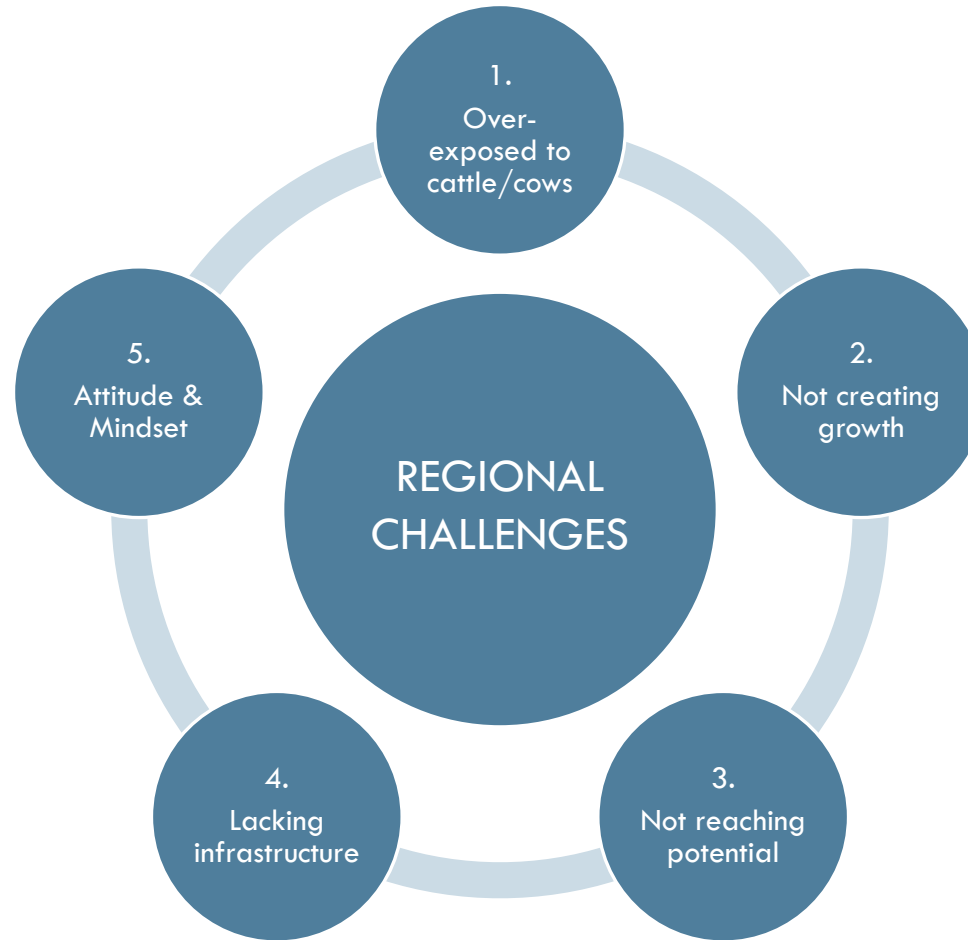 REGIONAL
CHALLENGES
1.
Over-
exposed to
cattle/cows
2.
Not creating
growth
3.
Not reaching
potential
4.
Lacking
infrastructure
5.
Attitude &
Mindset